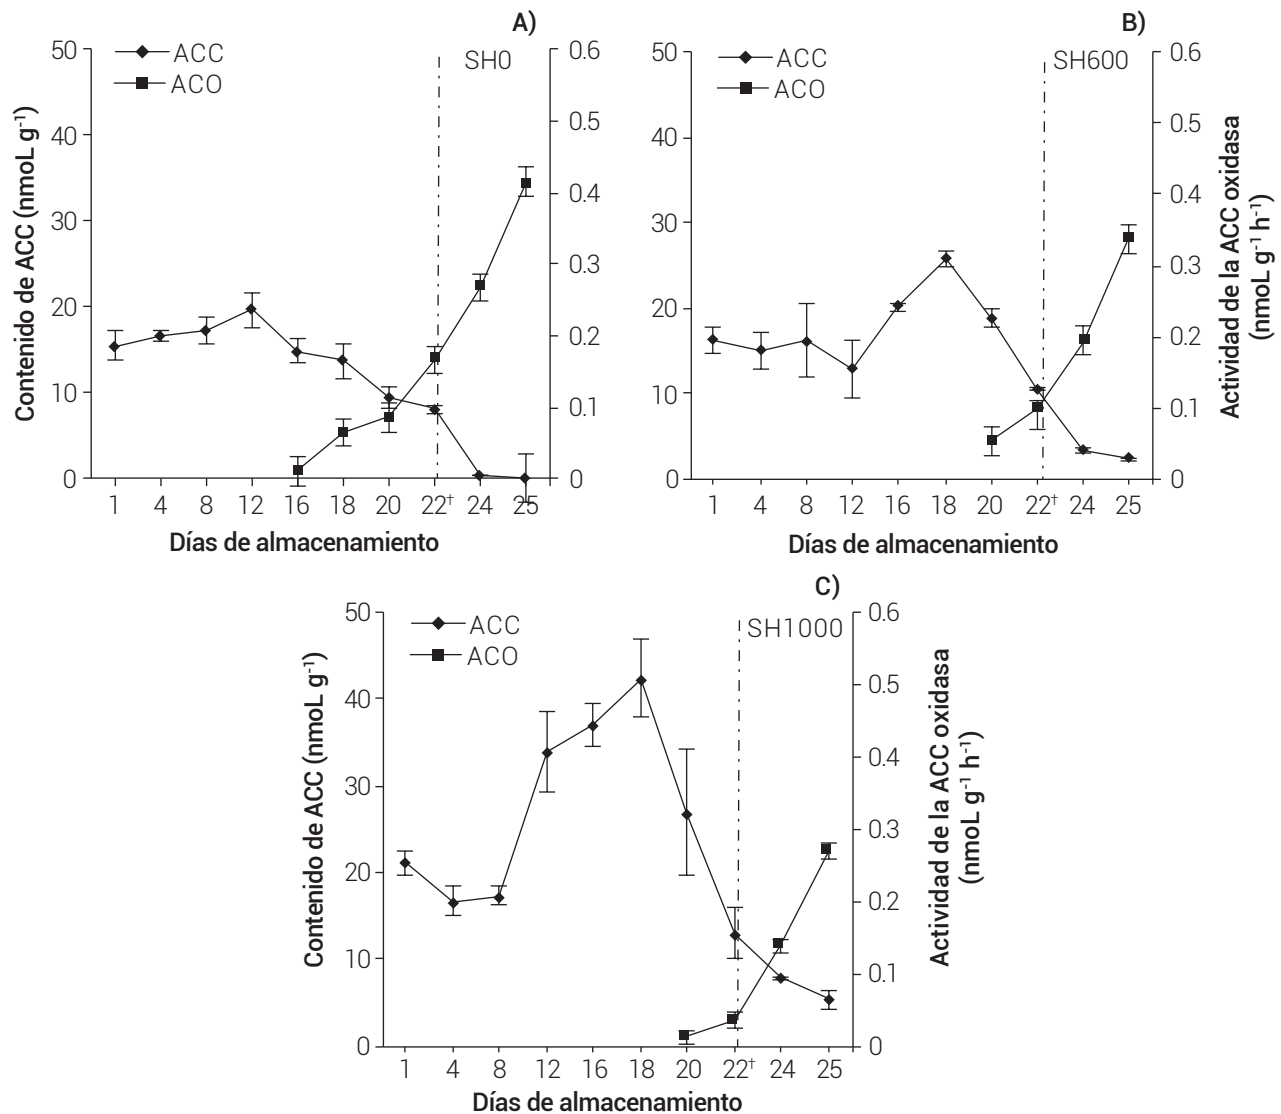 A)
SH0
ACC
ACO
Contenido de ACC (nmoL g⁻¹)
50
40
30
20
10
0
0.6
0.5
0.4
0.3
0.2
0.1
0
1 4 8 12 16 18 20 22† 24 25
Días de almacenamiento
B)
SH600
ACC
ACO
50
40
30
20
10
0
0.6
0.5
0.4
0.3
0.2
0.1
0
Actividad de la ACC oxidasa
(nmoL g⁻¹ h⁻¹)
1 4 8 12 16 18 20 22† 24 25
Días de almacenamiento
C)
SH1000
ACC
ACO
Contenido de ACC (nmoL g⁻¹)
50
40
30
20
10
0
0.6
0.5
0.4
0.3
0.2
0.1
0
Actividad de la ACC oxidasa
(nmoL g⁻¹ h⁻¹)
1 4 8 12 16 18 20 22† 24 25
Días de almacenamiento